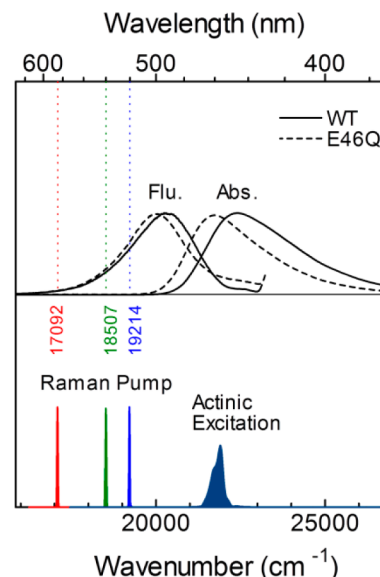 Wavelength (nm)
600 500 400
WT
E46Q
Flu. Abs.
17092
18507
19214
Raman Pump
Actinic
Excitation
20000 25000
Wavenumber (cm⁻¹)